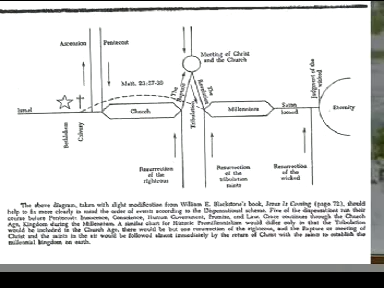 Ascension
Pentecost
Meeting of Christ
and the Church
Matt. 25:27-30
The
Rapture
The
Revelation
Tribulation
Judgment of the
wicked
Israel
Church
Millennium
Satan
loosed
Eternity
Bethlehem
Calvary
Resurrection
of the
righteous
Resurrection
of the
tribulation
saints
Resurrection
of the
wicked
The above diagram, taken with slight modification from William E. Blackstone's book, Jesus Is Coming (page 72), should
help to fix more clearly in mind the order of events according to the Dispensational scheme. Five of the dispensations run their
course before Pentecost: Innocence, Conscience, Human Government, Promise, and Law. Grace continues through the Church
Age, Kingdom during the Millennium. A similar chart for Historic Premillennialism would differ only in that the Tribulation
would be included in the Church Age, there would be but one resurrection of the righteous, and the Rapture or meeting of
Christ and the saints in the air would be followed almost immediately by the return of Christ with the saints to establish the
millennial kingdom on earth.